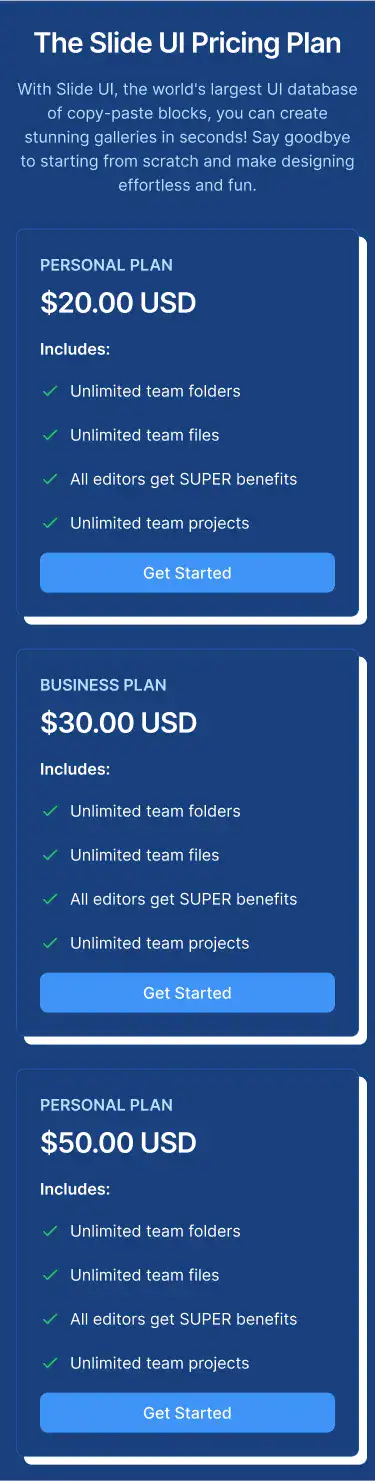 The Slide UI Pricing Plan
With Slide UI, the world's largest UI database
of copy-paste blocks, you can create
stunning galleries in seconds! Say goodbye
to starting from scratch and make designing
effortless and fun.
PERSONAL PLAN
$20.00 USD
Includes:
Unlimited team folders
Unlimited team files
All editors get SUPER benefits
Unlimited team projects
Get Started
BUSINESS PLAN
$30.00 USD
Includes:
Unlimited team folders
Unlimited team files
All editors get SUPER benefits
Unlimited team projects
Get Started
PERSONAL PLAN
$50.00 USD
Includes:
Unlimited team folders
Unlimited team files
All editors get SUPER benefits
Unlimited team projects
Get Started